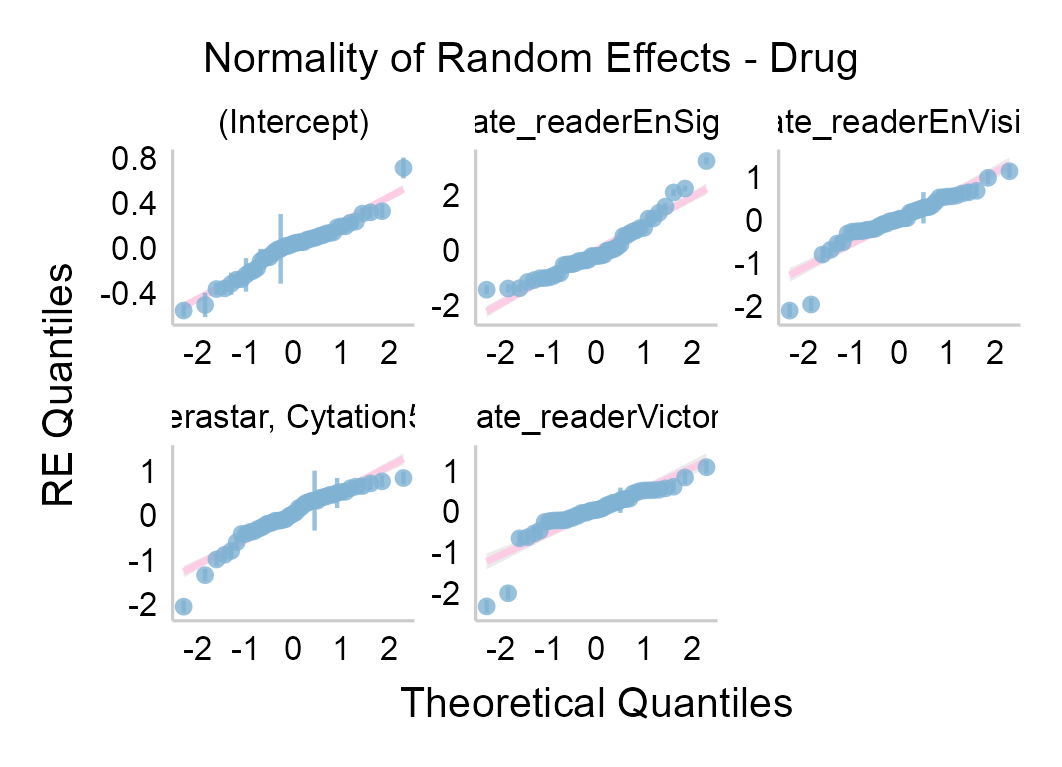 Normality of Random Effects - Drug
(Intercept)
ate_readerEnSig
ate_readerEnVisi
0.8
0.4
0.0
-0.4
2
0
-2
1
0
-1
-2
-2 -1 0 1 2
-2 -1 0 1 2
-2 -1 0 1 2
RE Quantiles
erastar, Cytation5
ate_readerVictor
1
0
-1
-2
1
0
-1
-2
-2 -1 0 1 2
-2 -1 0 1 2
Theoretical Quantiles